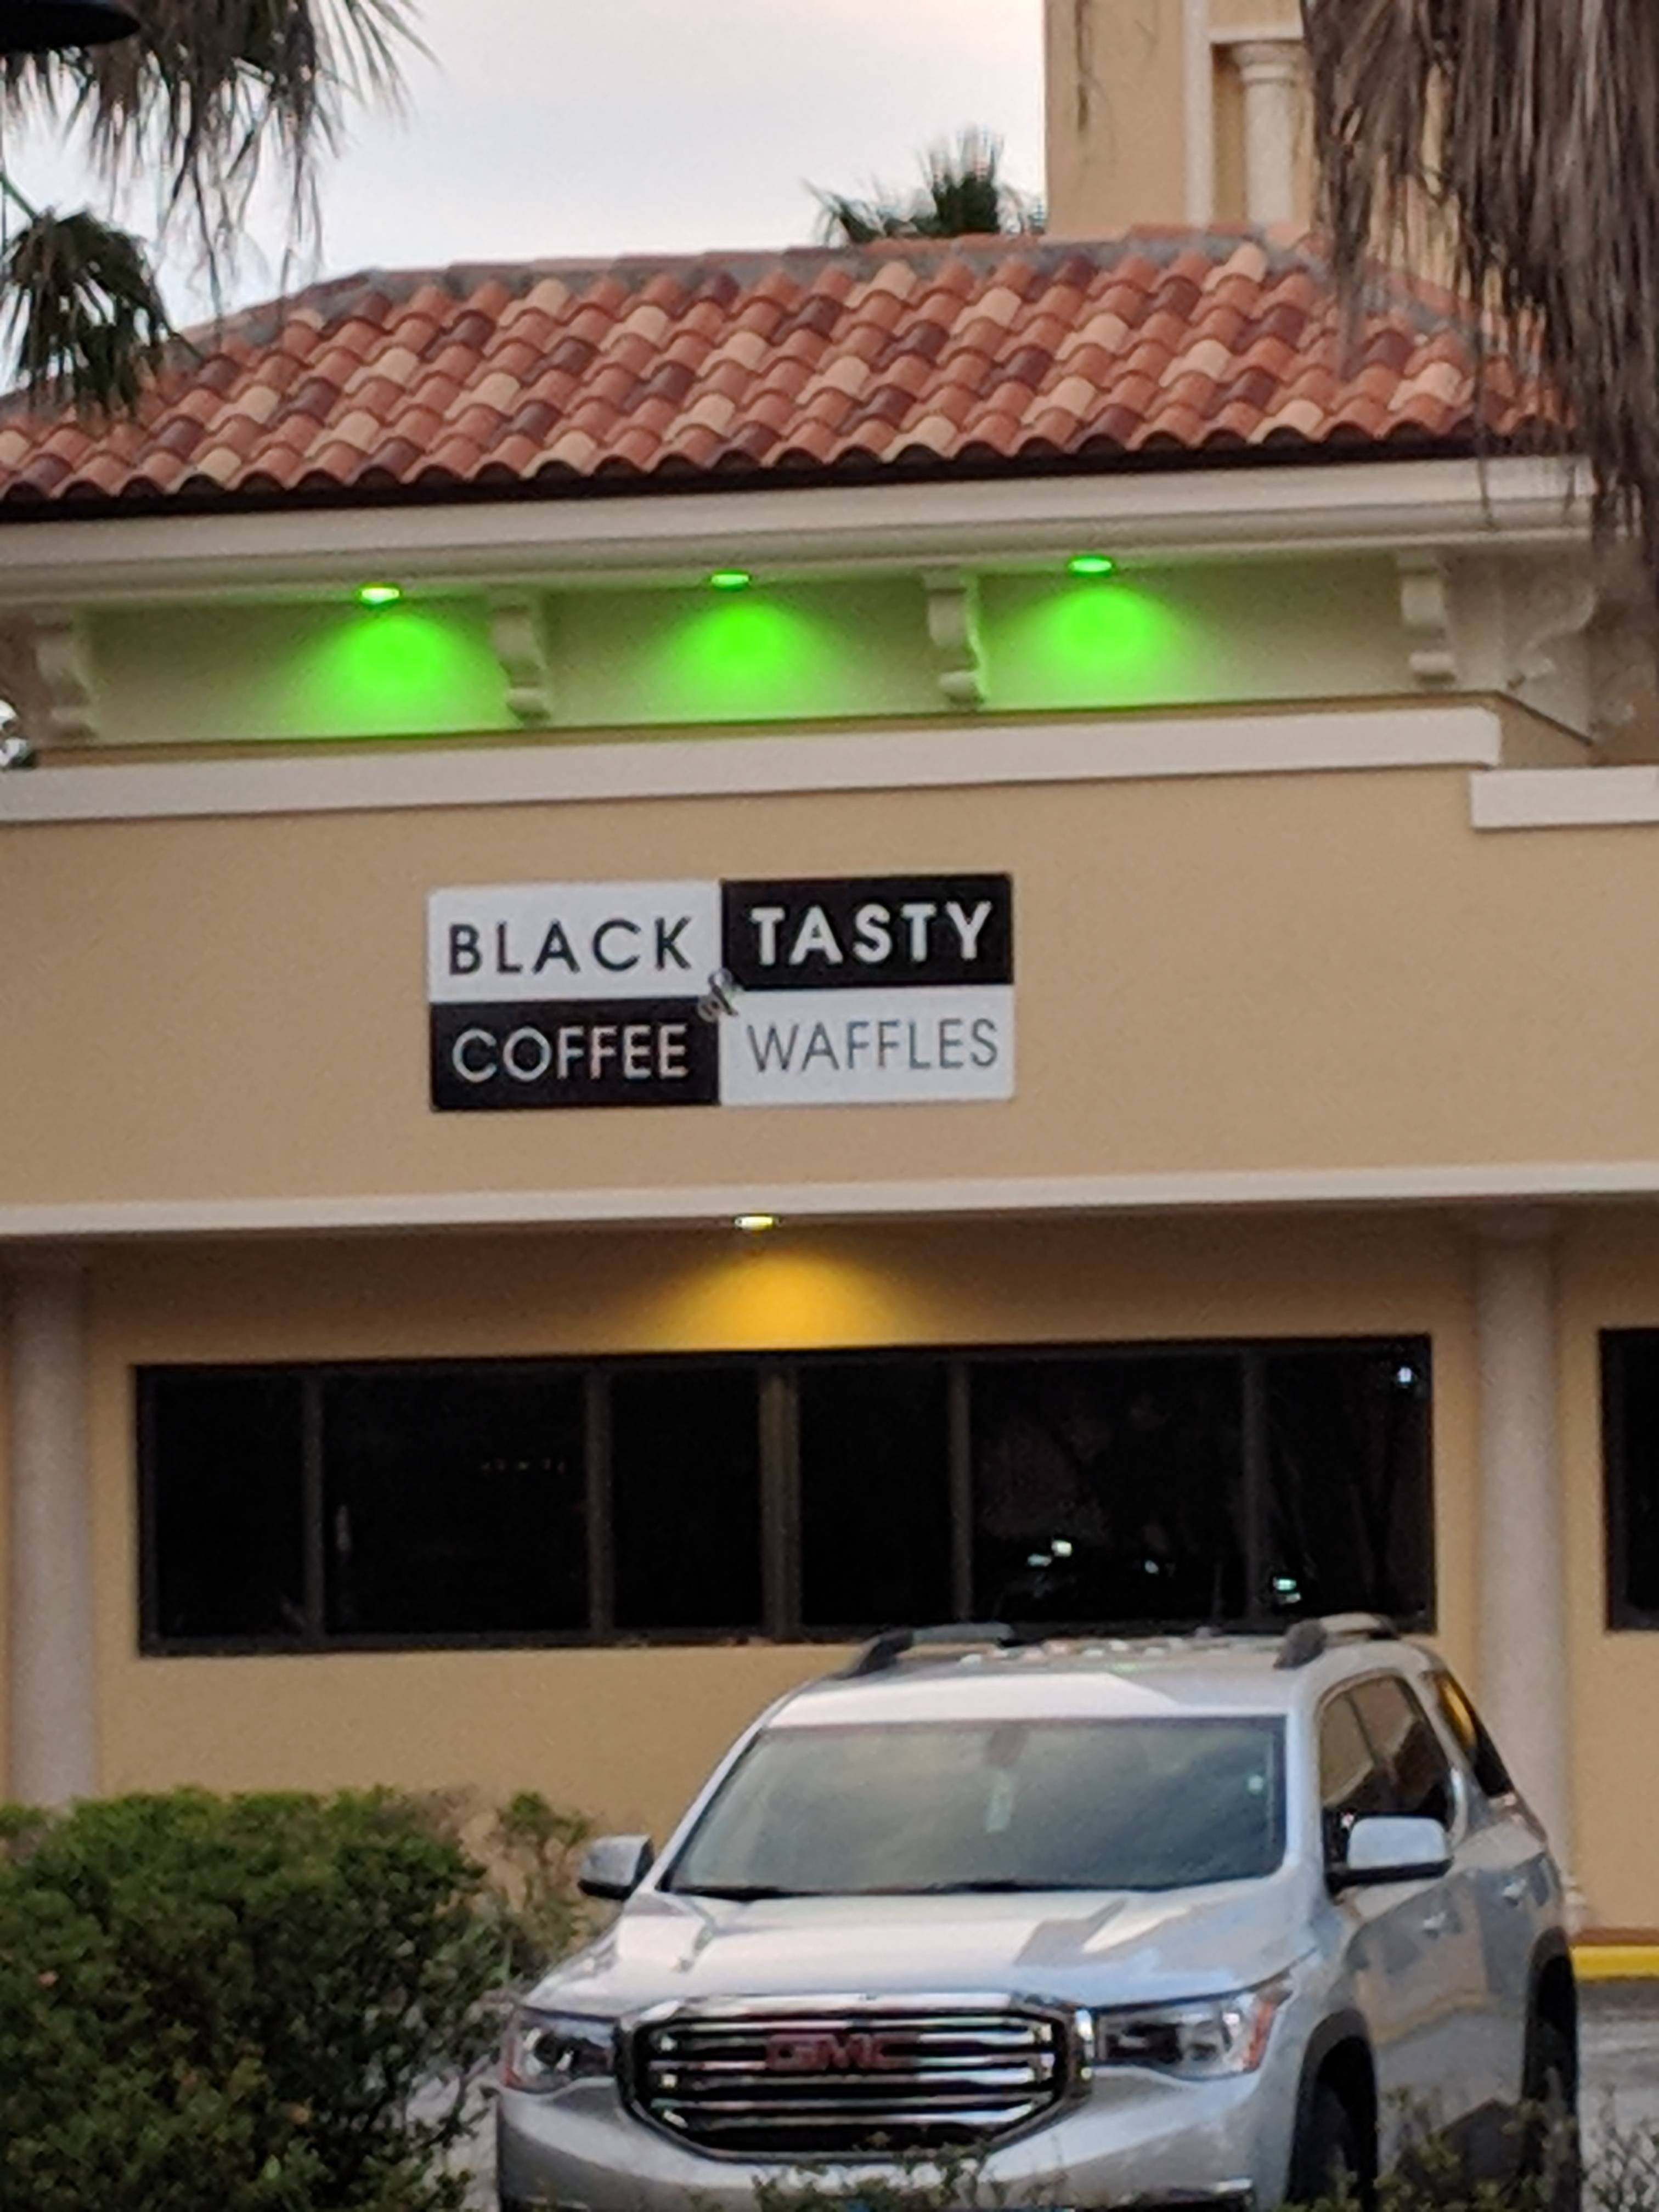 BLACK TASTY
&
COFFEE WAFFLES
GMC